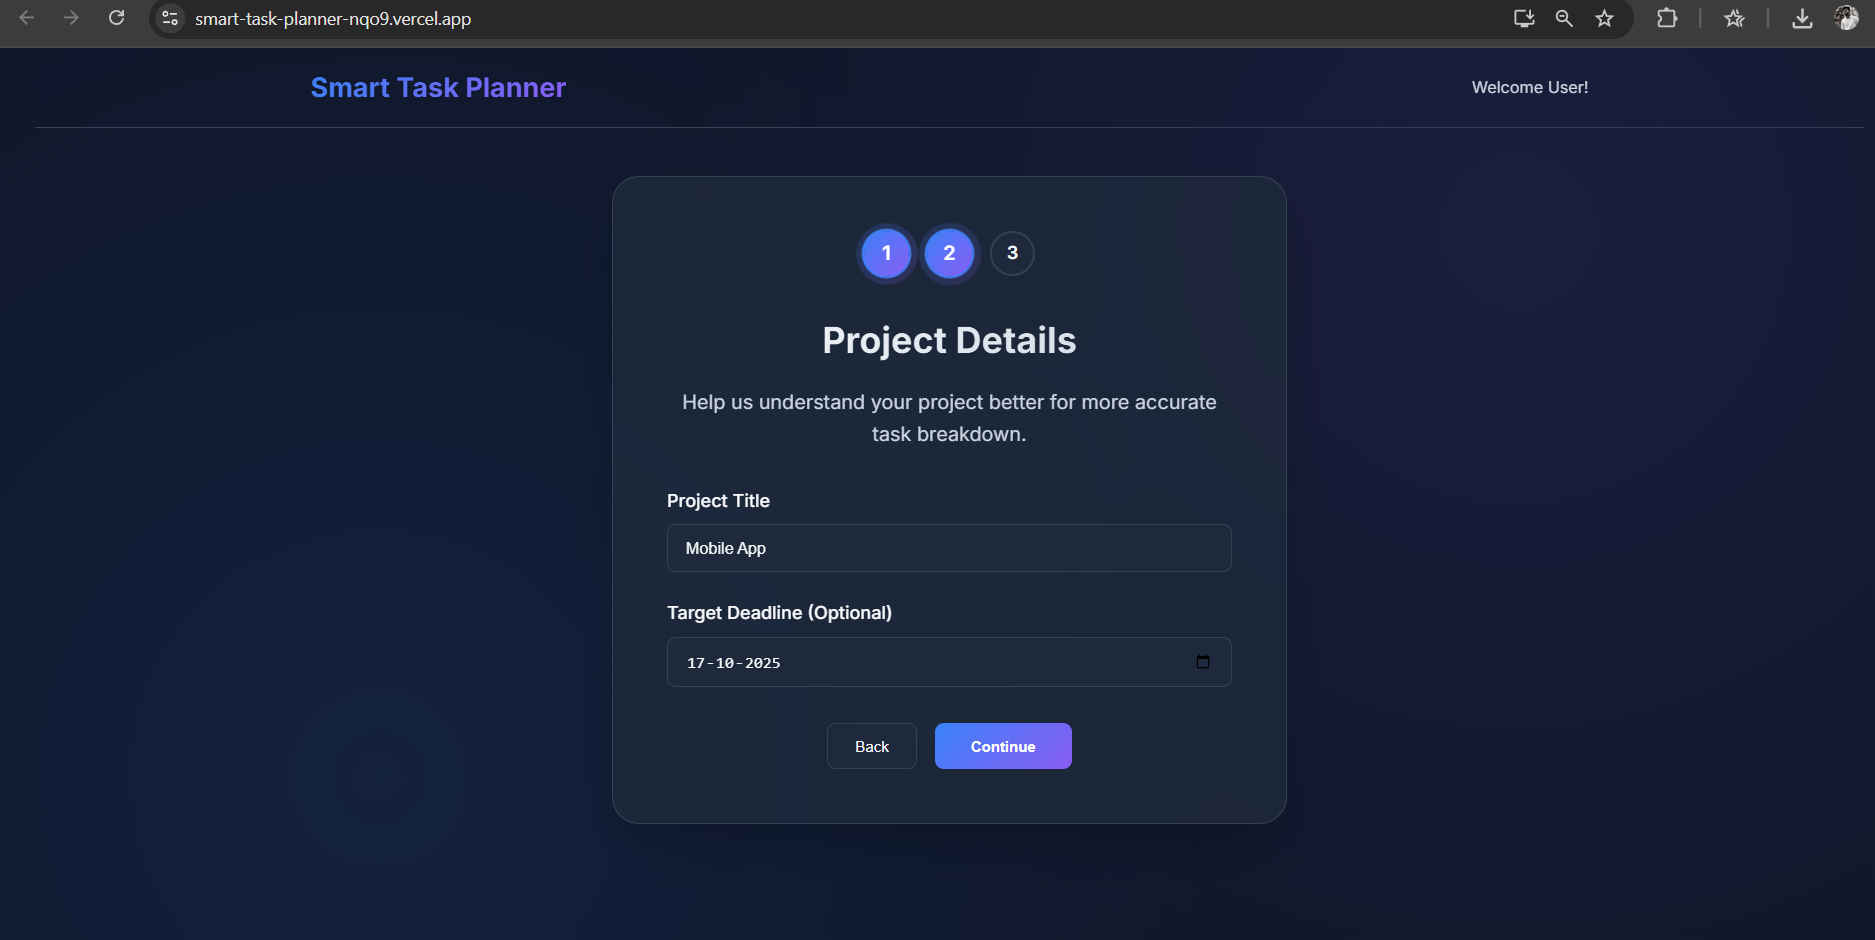 smart-task-planner-nqo9.vercel.app
Smart Task Planner
Welcome User!
1 2 3
Project Details
Help us understand your project better for more accurate
task breakdown.
Project Title
Mobile App
Target Deadline (Optional)
17-10-2025
Back Continue